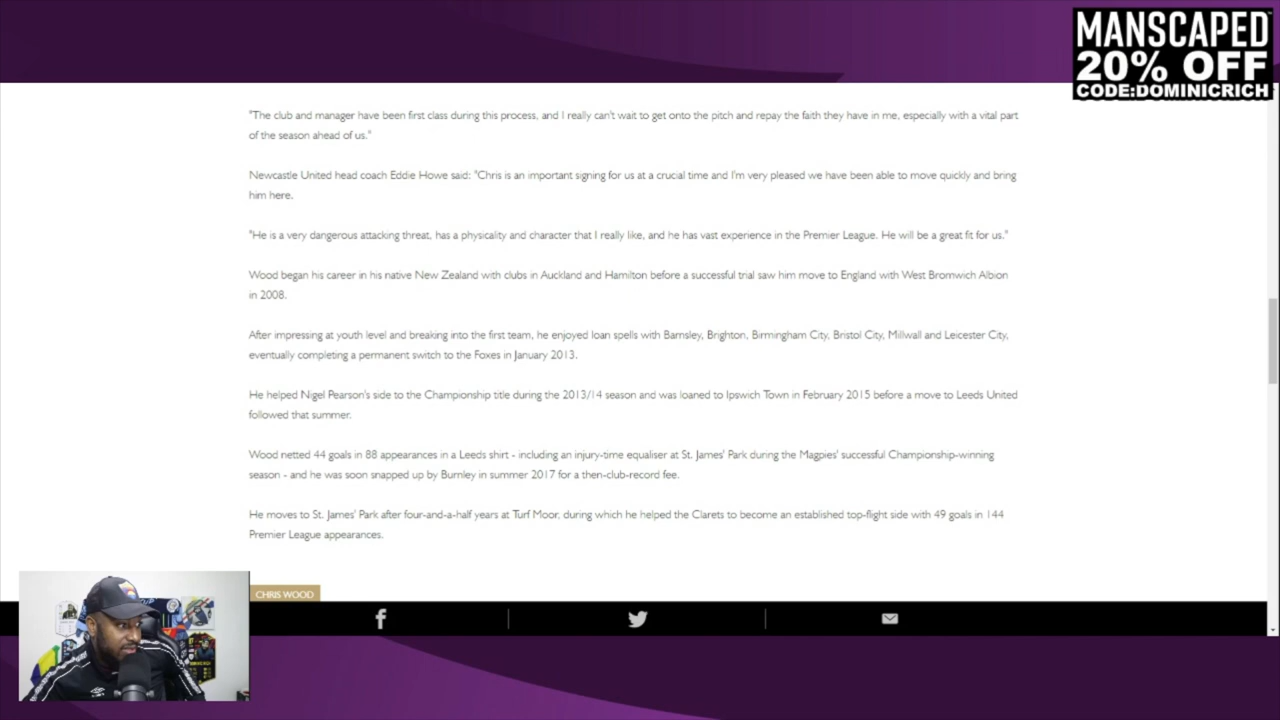 MANSCAPED
20% OFF
CODE:DOMINICRICH
"The club and manager have been first class during this process, and I really can't wait to get onto the pitch and repay the faith they have in me, especially with a vital part
of the season ahead of us."
Newcastle United head coach Eddie Howe said: "Chris is an important signing for us at a crucial time and I'm very pleased we have been able to move quickly and bring
him here.
"He is a very dangerous attacking threat, has a physicality and character that I really like, and he has vast experience in the Premier League. He will be a great fit for us."
Wood began his career in his native New Zealand with clubs in Auckland and Hamilton before a successful trial saw him move to England with West Bromwich Albion
in 2008.
After impressing at youth level and breaking into the first team, he enjoyed loan spells with Barnsley, Brighton, Birmingham City, Bristol City, Millwall and Leicester City,
eventually completing a permanent switch to the Foxes in January 2013.
He helped Nigel Pearson's side to the Championship title during the 2013/14 season and was loaned to Ipswich Town in February 2015 before a move to Leeds United
followed that summer.
Wood netted 44 goals in 88 appearances in a Leeds shirt - including an injury-time equaliser at St. James' Park during the Magpies' successful Championship-winning
season - and he was soon snapped up by Burnley in summer 2017 for a then-club-record fee.
He moves to St. James' Park after four-and-a-half years at Turf Moor, during which he helped the Clarets to become an established top-flight side with 49 goals in 144
Premier League appearances.
CHRIS WOOD